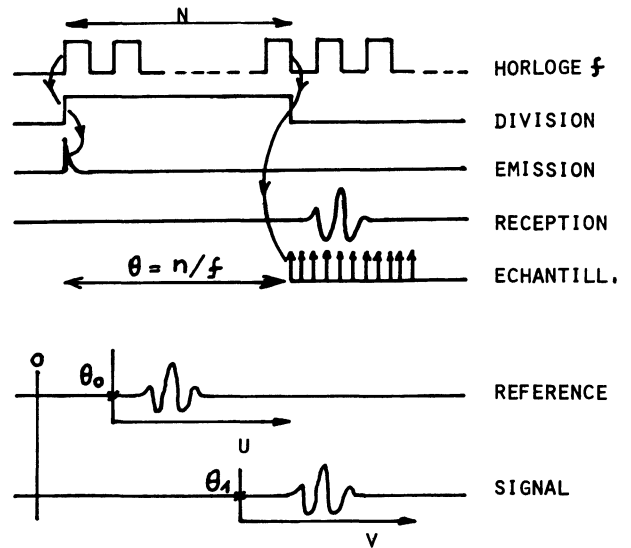 N
HORLOGE f
DIVISION
EMISSION
RECEPTION
θ = n/f
ECHANTILL.
0
θ₀
REFERENCE
U
θ₁
SIGNAL
V